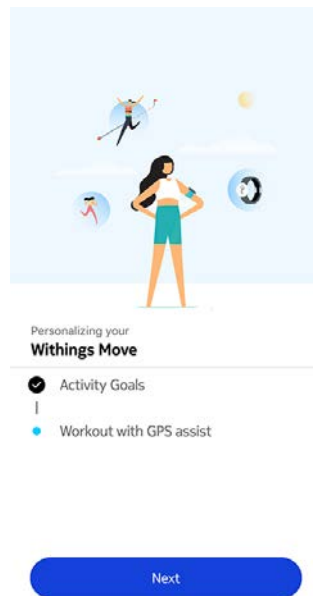 Personalizing your
Withings Move
Activity Goals
Workout with GPS assist
Next